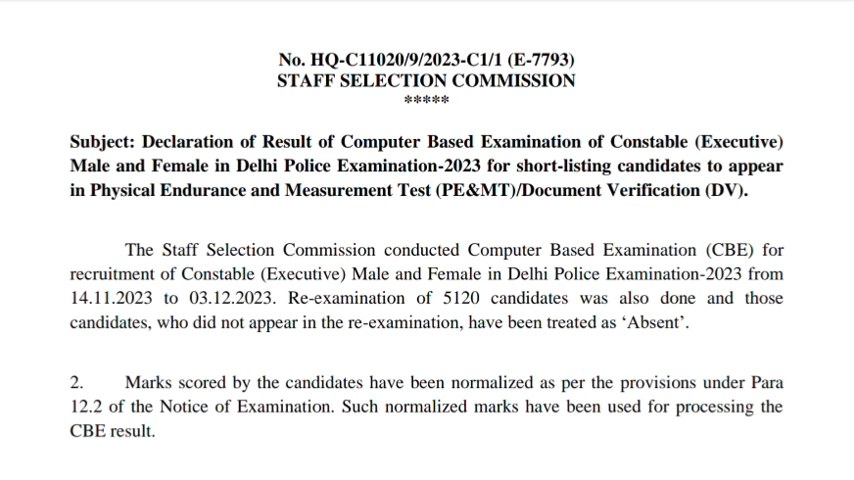 No. HQ-C11020/9/2023-C1/1 (E-7793)
STAFF SELECTION COMMISSION
*****
Subject: Declaration of Result of Computer Based Examination of Constable (Executive)
Male and Female in Delhi Police Examination-2023 for short-listing candidates to appear
in Physical Endurance and Measurement Test (PE&MT)/Document Verification (DV).
The Staff Selection Commission conducted Computer Based Examination (CBE) for
recruitment of Constable (Executive) Male and Female in Delhi Police Examination-2023 from
14.11.2023 to 03.12.2023. Re-examination of 5120 candidates was also done and those
candidates, who did not appear in the re-examination, have been treated as ‘Absent’.
2. Marks scored by the candidates have been normalized as per the provisions under Para
12.2 of the Notice of Examination. Such normalized marks have been used for processing the
CBE result.